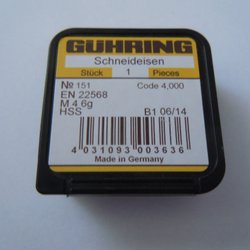 GÜHRING
Schneideisen
Stück 1 Pieces
№ 151 Code 4,000
EN 22568
M 4 6g
HSS B1 06/14
4 031093 003636
Made in Germany